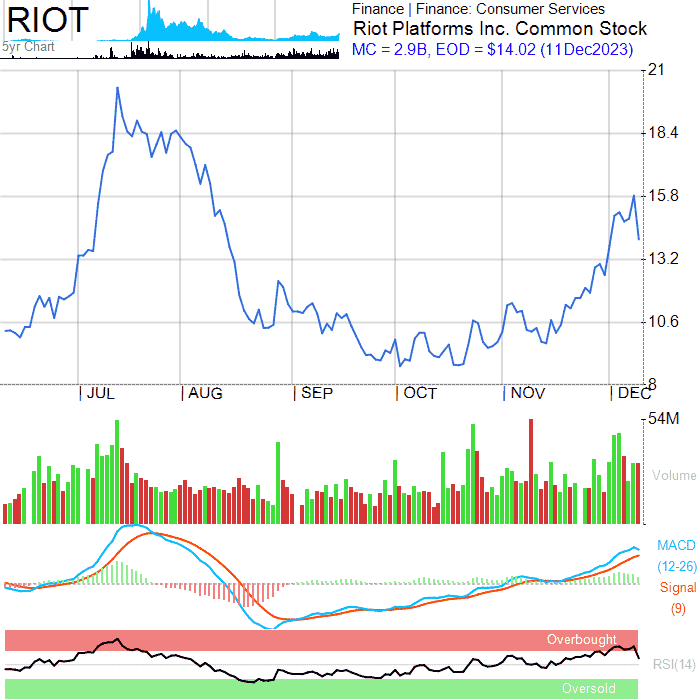 RIOT
5yr Chart
Finance | Finance: Consumer Services
Riot Platforms Inc. Common Stock
MC = 2.9B, EOD = $14.02 (11Dec2023)
21
18.4
15.8
13.2
10.6
8
JUL AUG SEP OCT NOV DEC
54M
Volume
MACD
(12-26)
Signal
(9)
Overbought
RSI(14)
Oversold